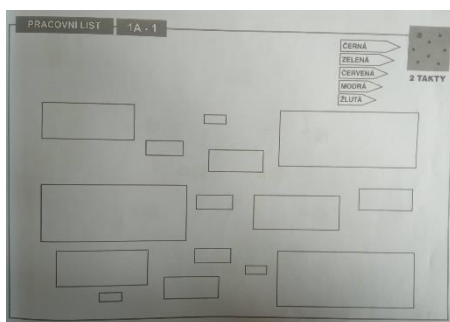 PRACOVNÍ LIST 1A - 1
ČERNÁ
ZELENÁ
ČERVENÁ
MODRÁ
ŽLUTÁ
2 TAKTY